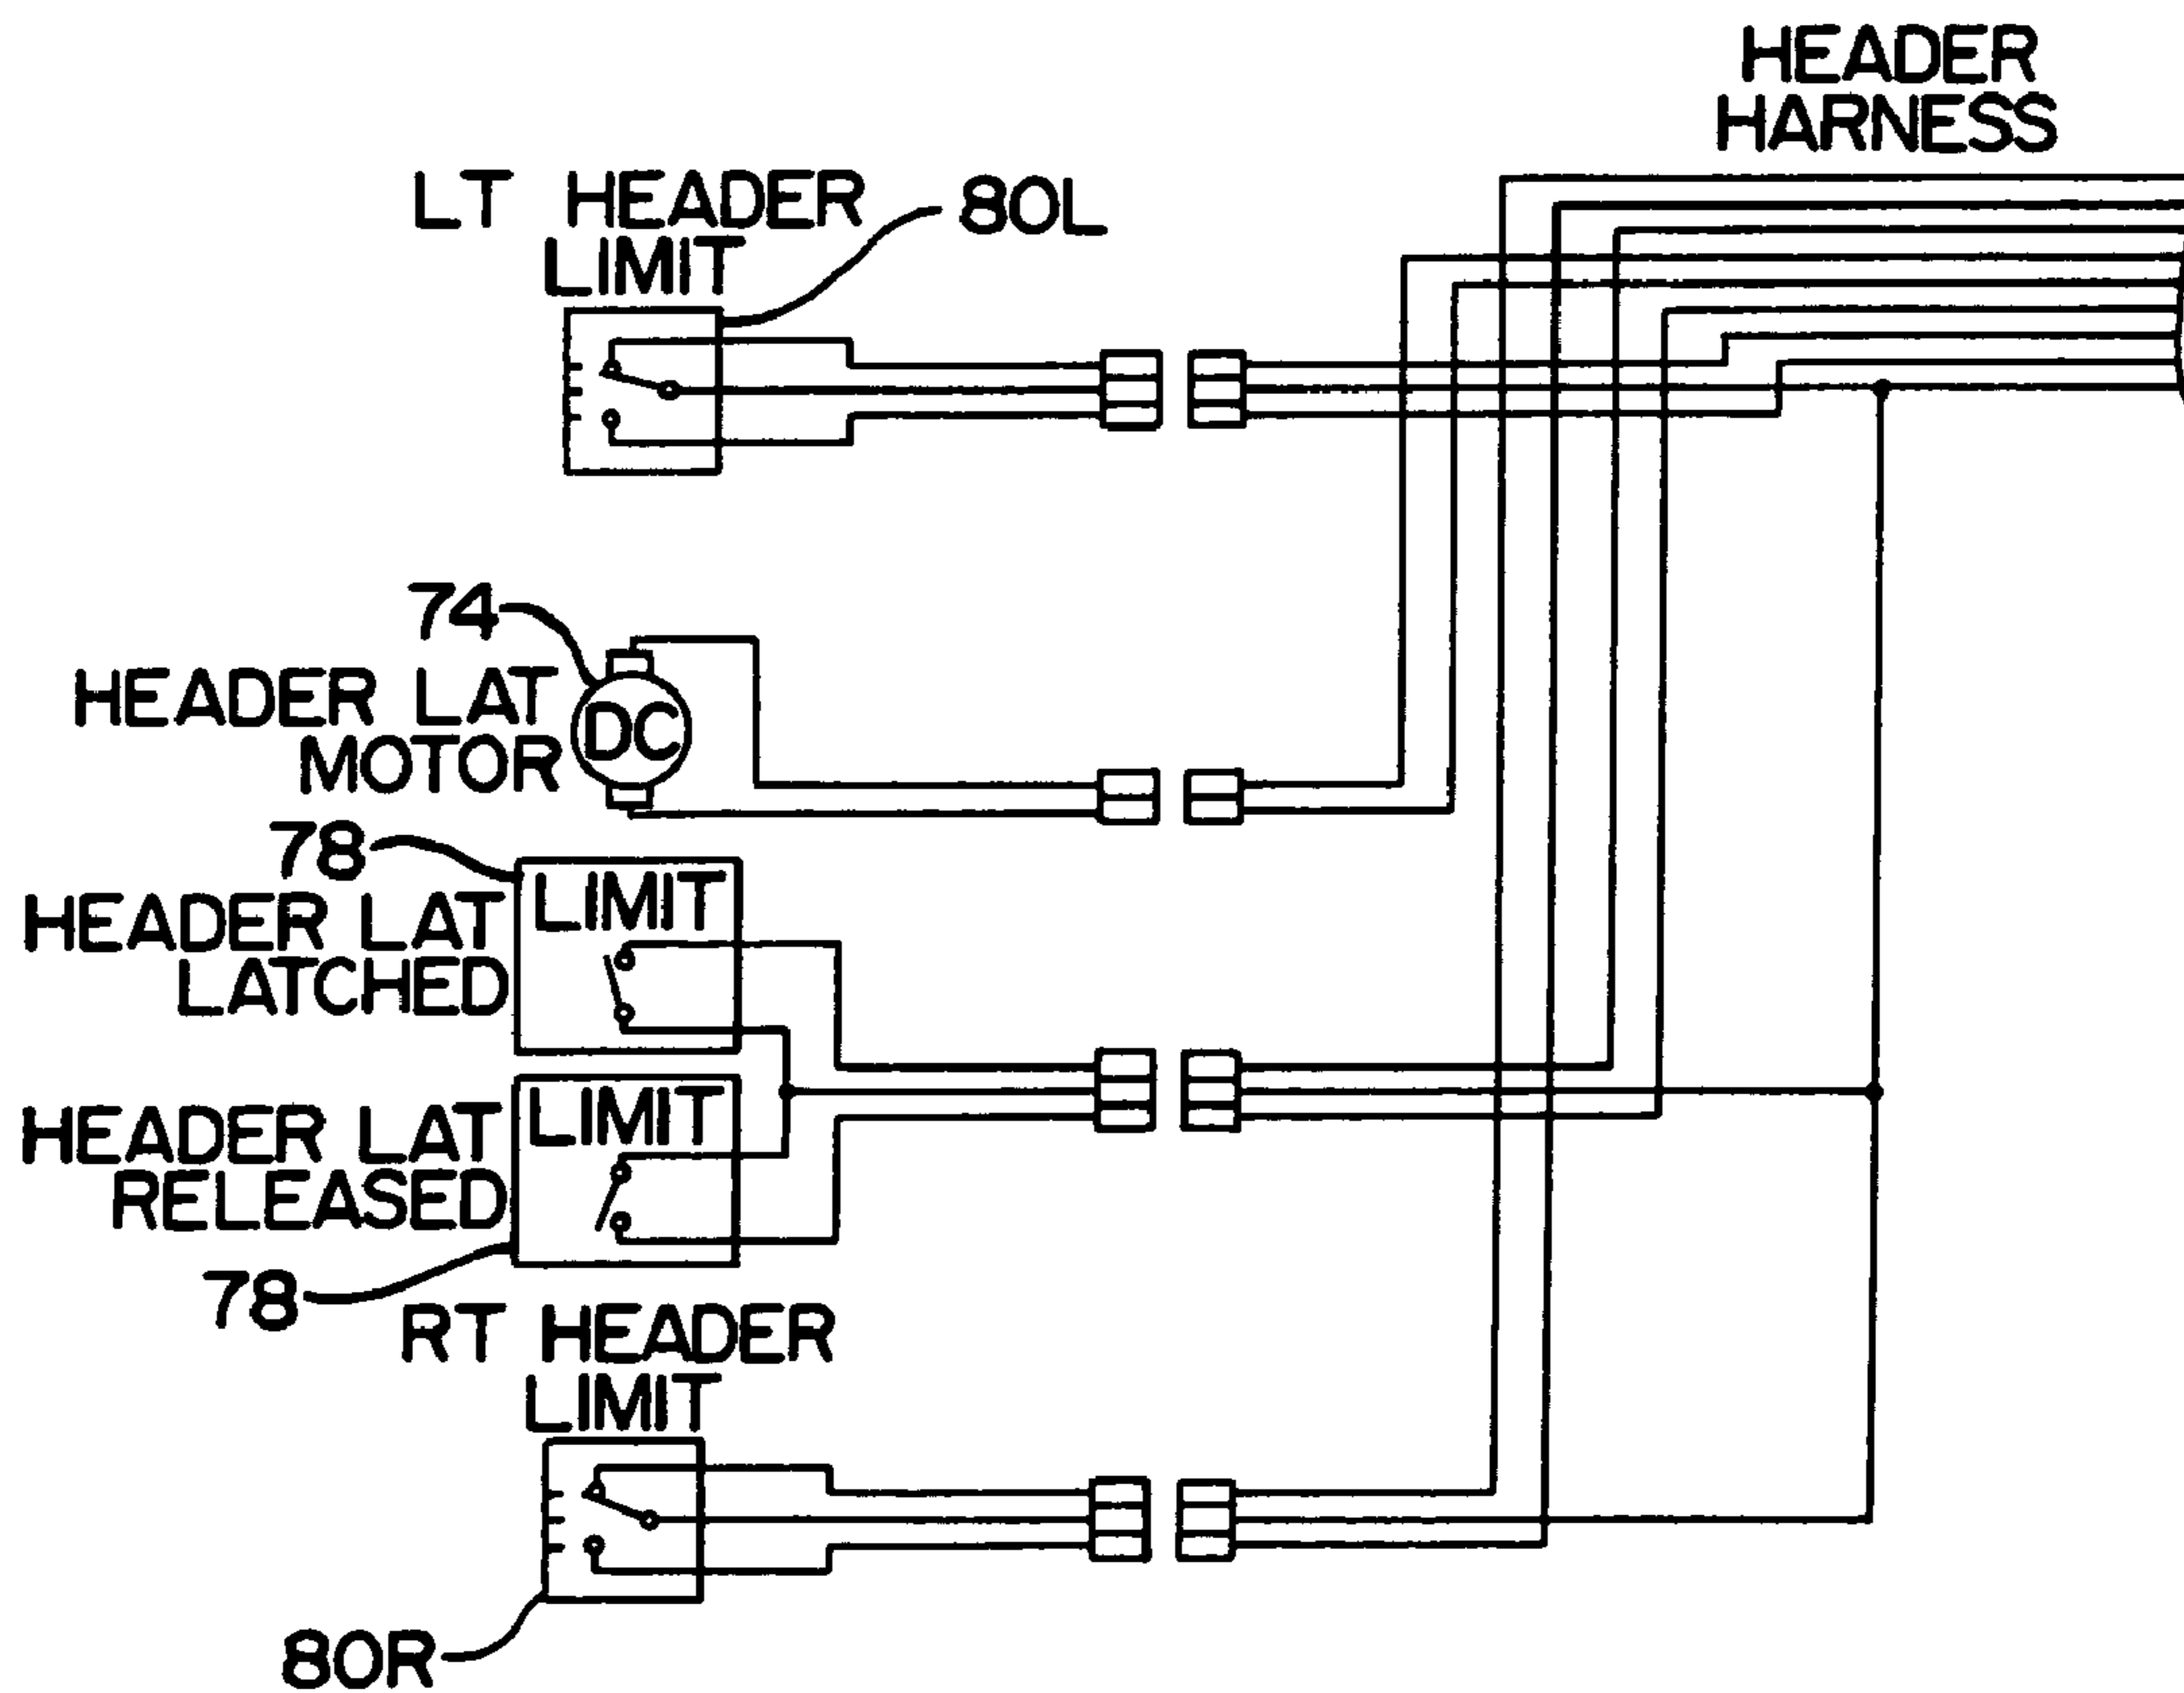 HEADER
HARNESS
LT HEADER
LIMIT
80L
74
HEADER LAT
MOTOR
DC
78
HEADER LAT
LATCHED
LIMIT
HEADER LAT
RELEASED
LIMIT
78
RT HEADER
LIMIT
80R